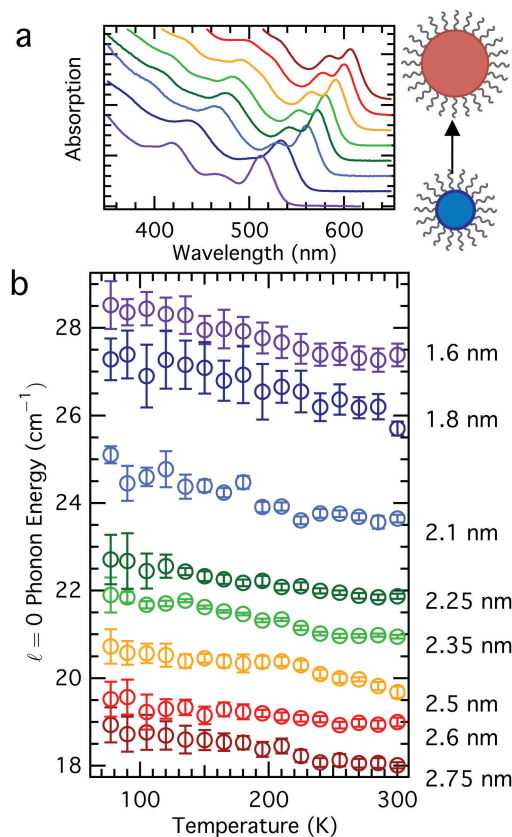 a
Absorption
400
500
600
Wavelength (nm)
b
ℓ = 0 Phonon Energy (cm⁻¹)
28
26
24
22
20
18
1.6 nm
1.8 nm
2.1 nm
2.25 nm
2.35 nm
2.5 nm
2.6 nm
2.75 nm
100
200
300
Temperature (K)